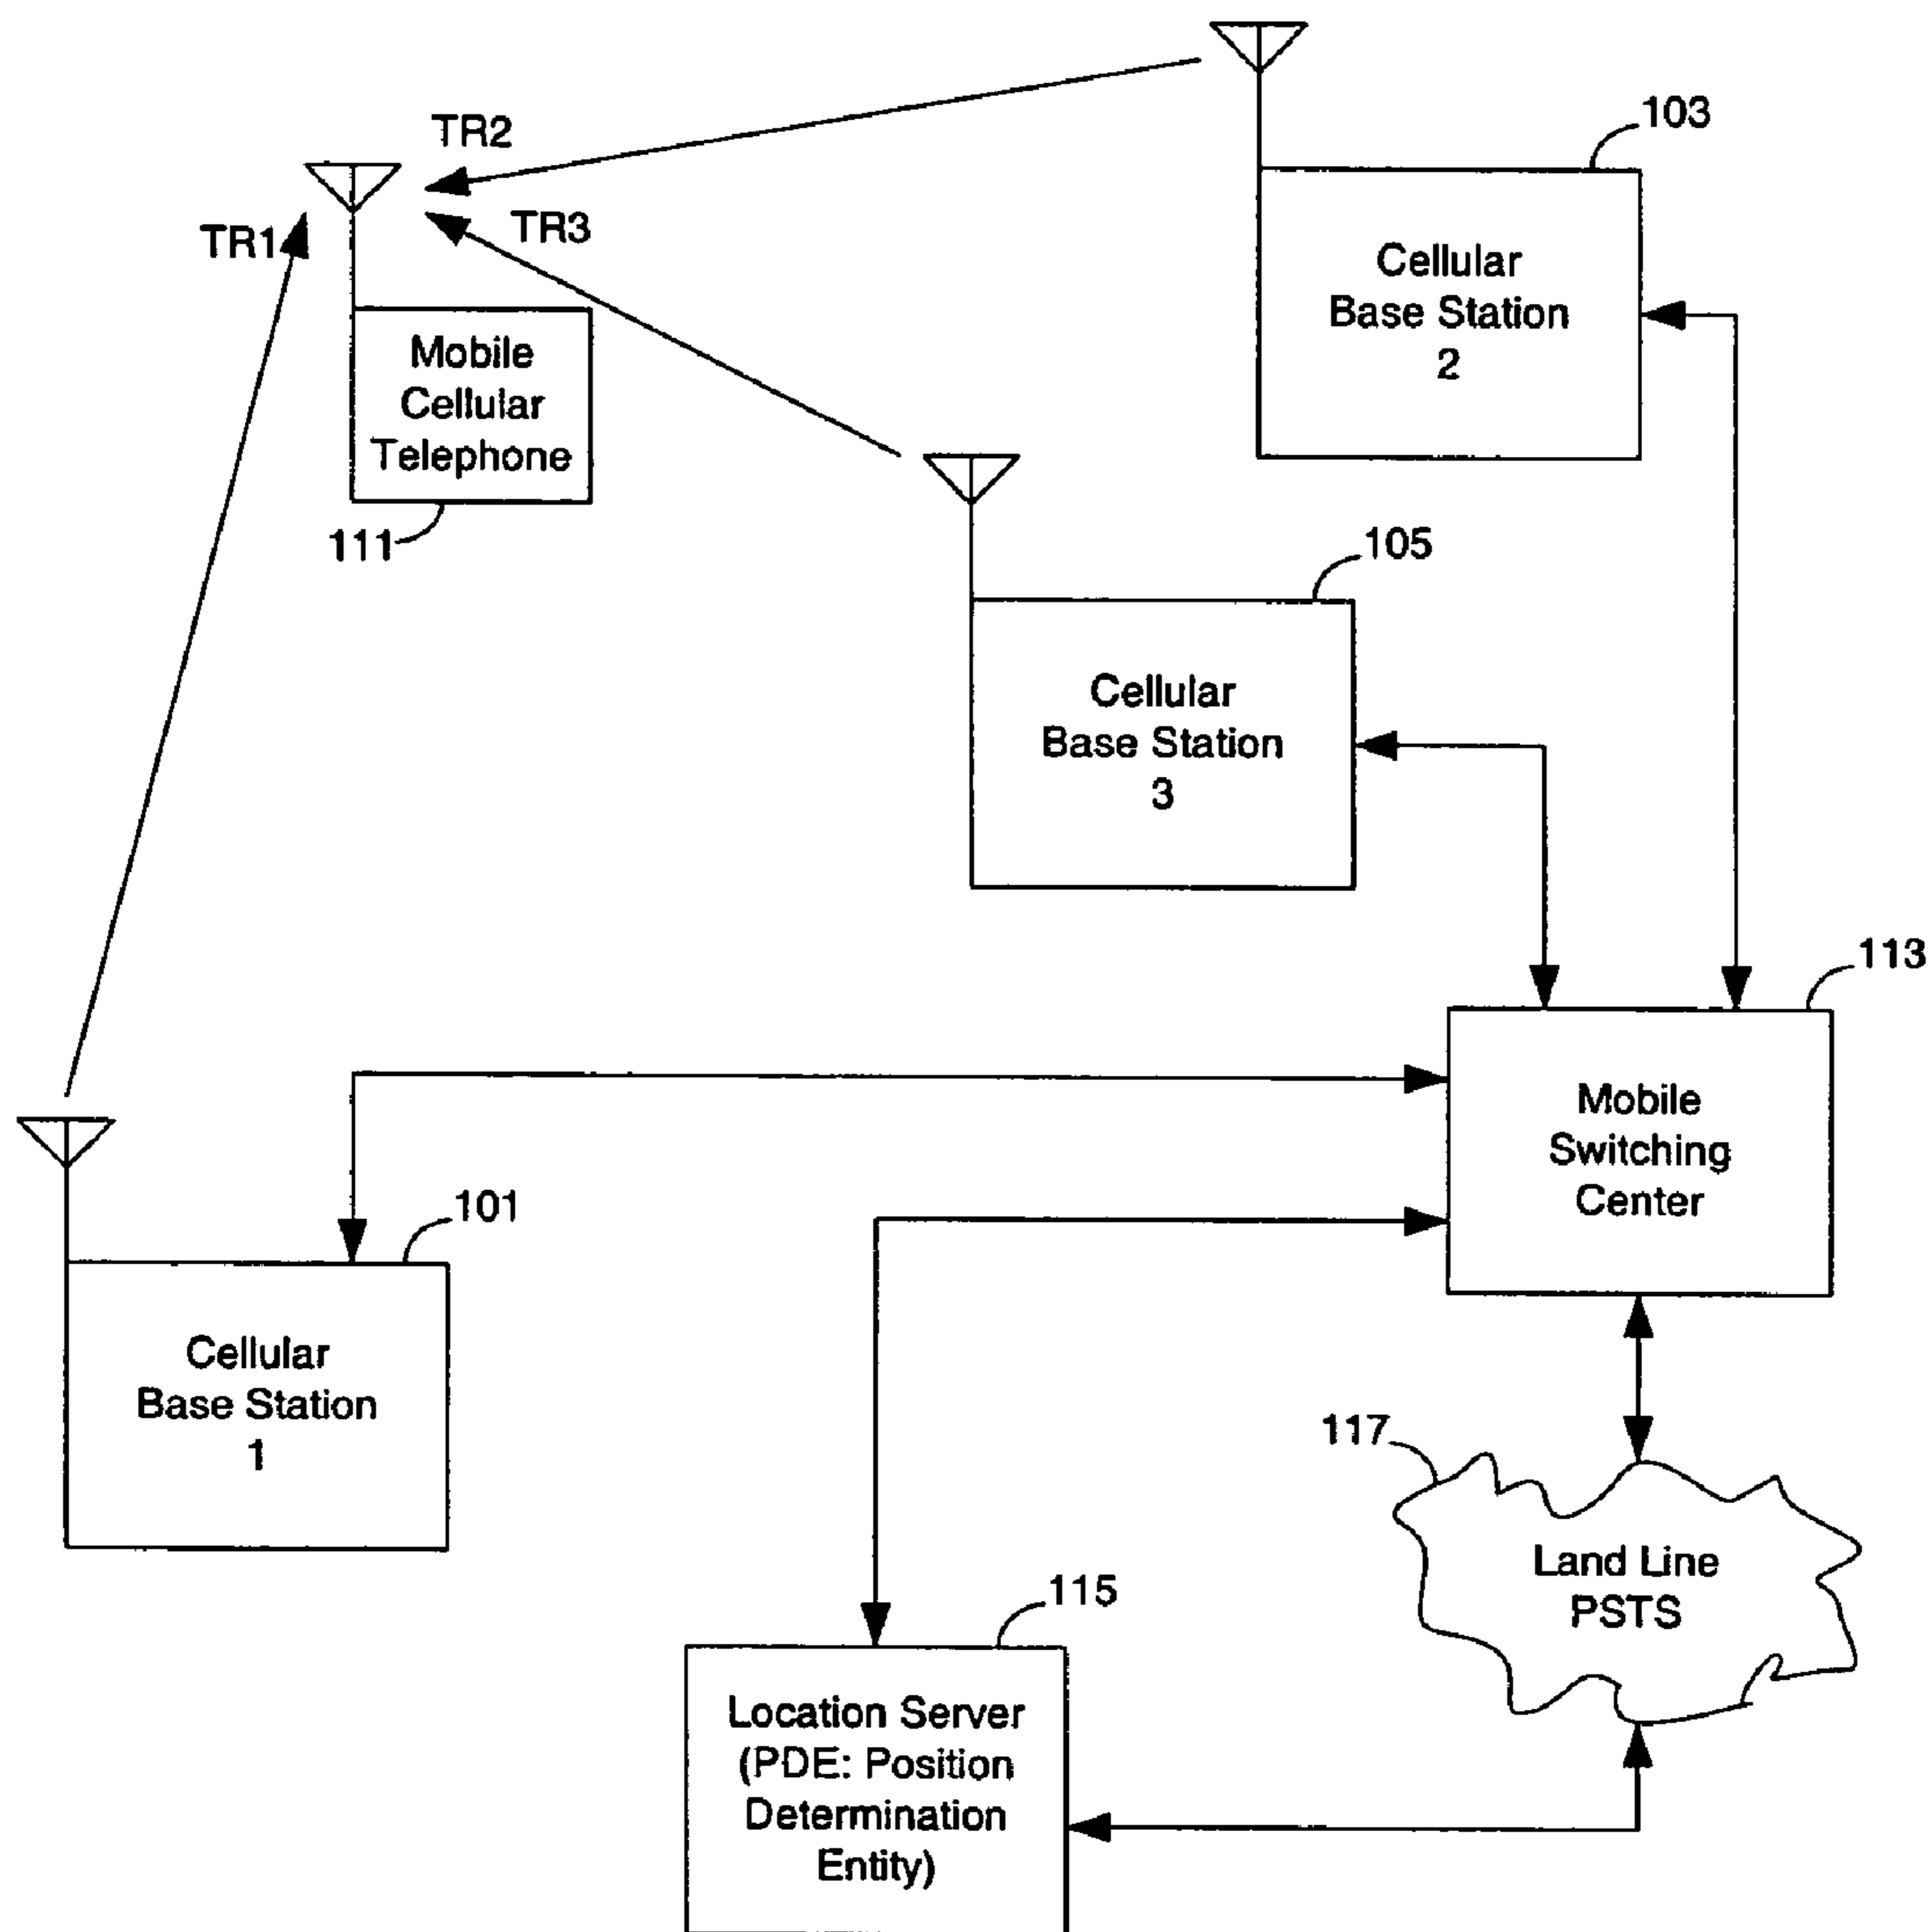 103
TR2
TR1
TR3
Cellular
Base Station
2
Mobile
Cellular
Telephone
111
105
Cellular
Base Station
3
113
Mobile
Switching
Center
101
Cellular
Base Station
1
117
Land Line
PSTS
115
Location Server
(PDE: Position
Determination
Entity)